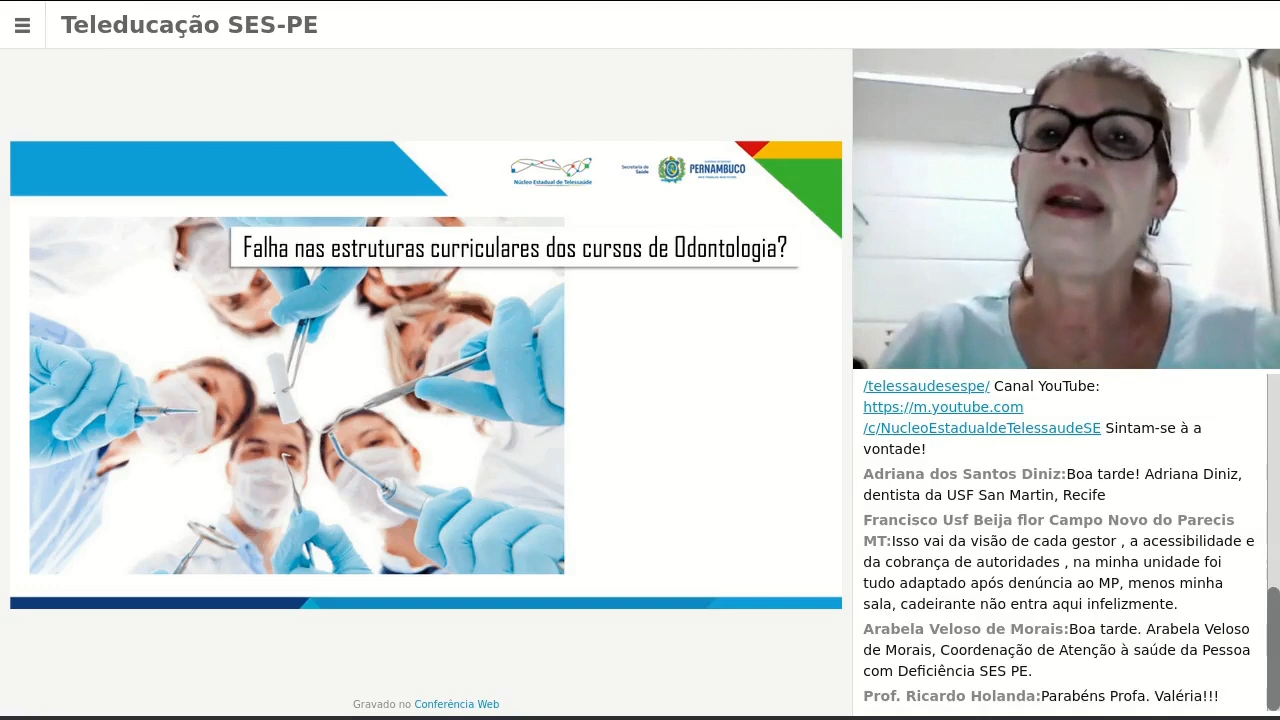 Teleducação SES-PE
Núcleo Estadual de Telessaúde
Secretaria de
Saúde
PERNAMBUCO
Falha nas estruturas curriculares dos cursos de Odontologia?
/telessaudesespe/ Canal YouTube:
https://m.youtube.com
/c/NucleoEstadualdeTelessaudeSE Sintam-se à a
vontade!
Adriana dos Santos Diniz:Boa tarde! Adriana Diniz,
dentista da USF San Martin, Recife
Francisco Usf Beija flor Campo Novo do Parecis
MT:Isso vai da visão de cada gestor , a acessibilidade e
da cobrança de autoridades , na minha unidade foi
tudo adaptado após denúncia ao MP, menos minha
sala, cadeirante não entra aqui infelizmente.
Arabela Veloso de Morais:Boa tarde. Arabela Veloso
de Morais, Coordenação de Atenção à saúde da Pessoa
com Deficiência SES PE.
Prof. Ricardo Holanda:Parabéns Profa. Valéria!!!
Gravado no Conferência Web